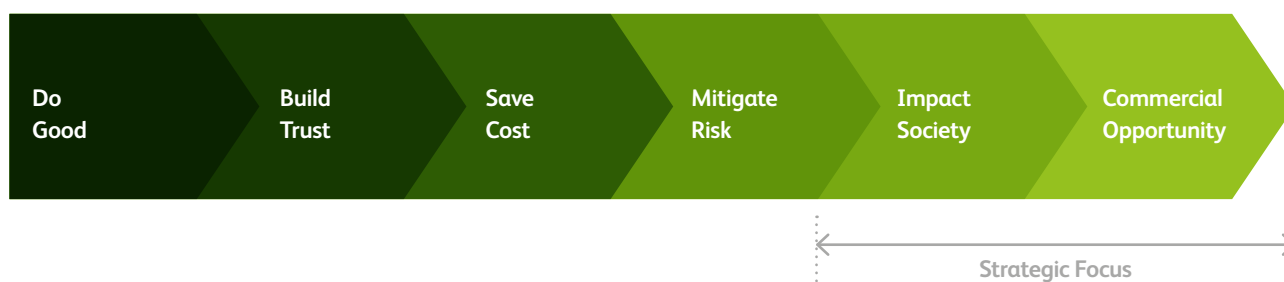 Do
Good
Build
Trust
Save
Cost
Mitigate
Risk
Impact
Society
Commercial
Opportunity
Strategic Focus